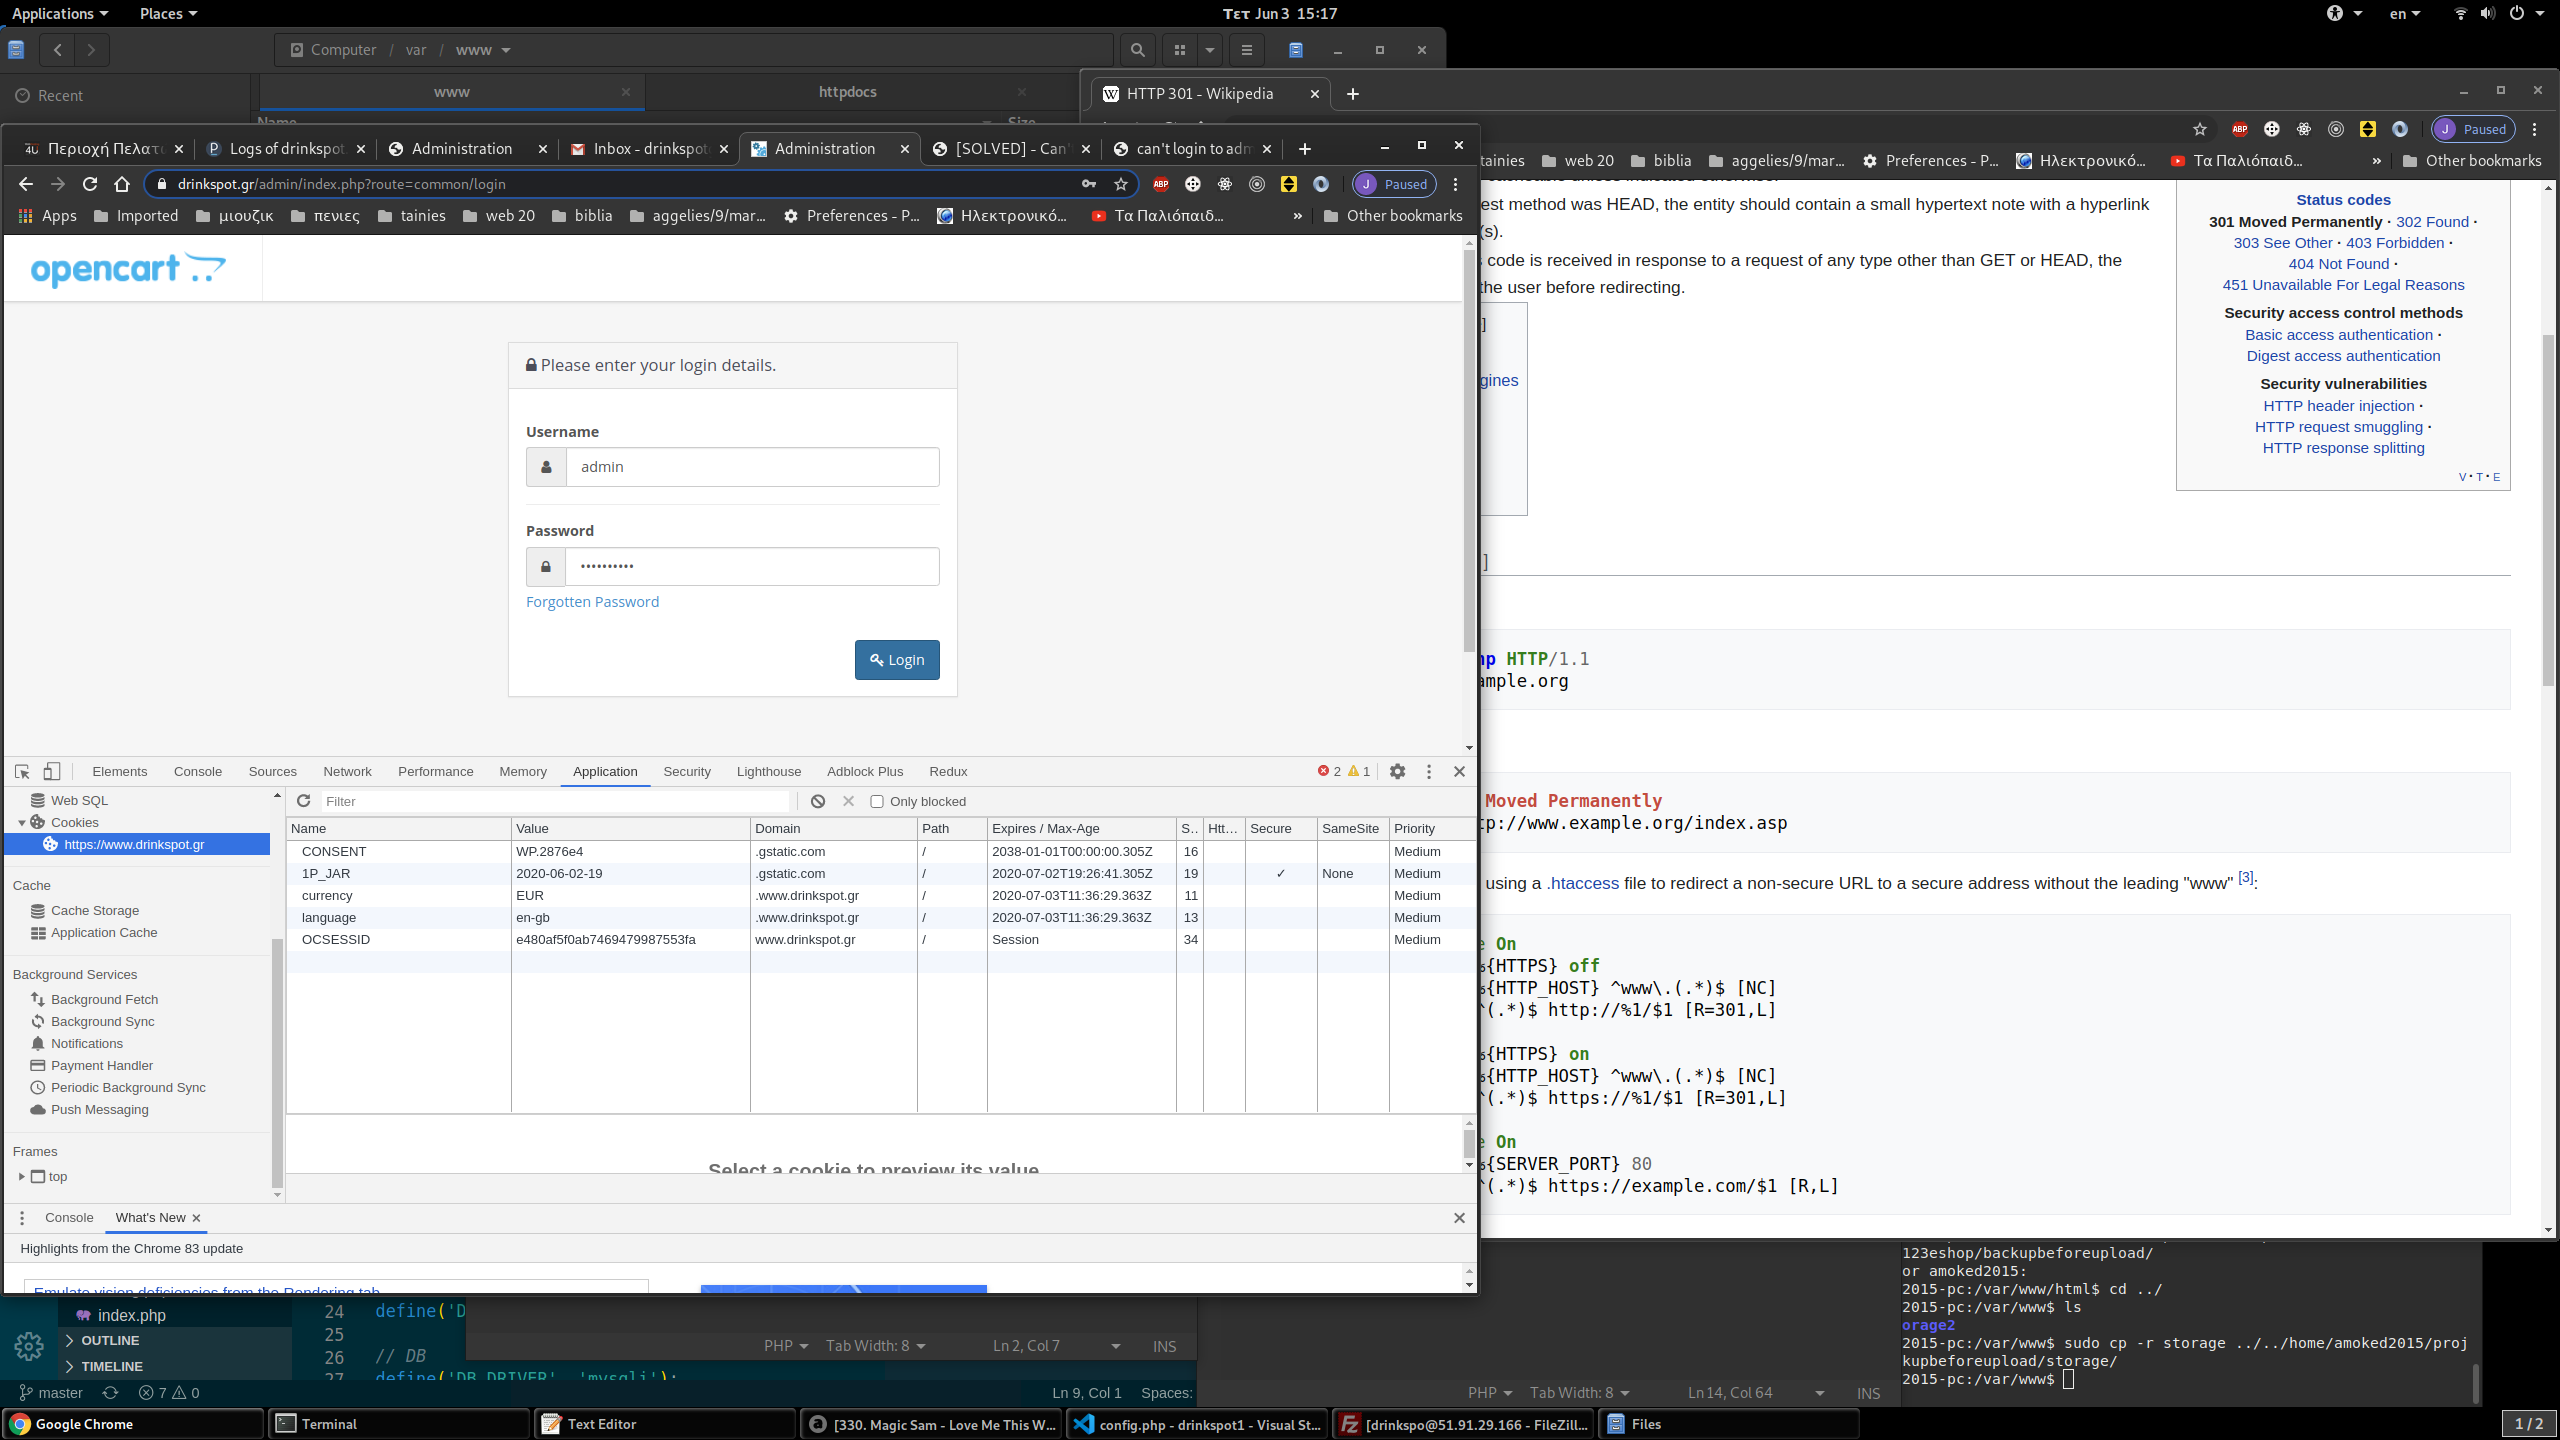 Applications
Places
Τετ Jun 3 15:17
en
Computer / var / www
Recent
www
httpdocs
Name
Size
HTTP 301 - Wikipedia
Paused
tainies
web 20
biblia
aggelies/9/mar...
Preferences - P...
Ηλεκτρονικό...
Τα Παλιόπαιδ...
»
Other bookmarks
Περιοχή Πελατ
Logs of drinkspot
Administration
Inbox - drinkspot
Administration
[SOLVED] - Can't
can't login to adm
drinkspot.gr/admin/index.php?route=common/login
ABP
J Paused
Apps
Imported
μιουζικ
πενιες
tainies
web 20
biblia
aggelies/9/mar...
Preferences - P...
Ηλεκτρονικό...
Τα Παλιόπαιδ...
»
Other bookmarks
opencart
Please enter your login details.
Username
admin
Password
••••••••••
Forgotten Password
Login
Elements Console Sources Network Performance Memory Application Security Lighthouse Adblock Plus Redux
2 1
Web SQL
Cookies
https://www.drinkspot.gr
Cache
Cache Storage
Application Cache
Background Services
Background Fetch
Background Sync
Notifications
Payment Handler
Periodic Background Sync
Push Messaging
Frames
top
Filter
Only blocked
Name Value Domain Path Expires / Max-Age S.. Htt... Secure SameSite Priority
CONSENT WP.2876e4 .gstatic.com / 2038-01-01T00:00:00.305Z 16 Medium
1P_JAR 2020-06-02-19 .gstatic.com / 2020-07-02T19:26:41.305Z 19 ✓ None Medium
currency EUR .www.drinkspot.gr / 2020-07-03T11:36:29.363Z 11 Medium
language en-gb .www.drinkspot.gr / 2020-07-03T11:36:29.363Z 13 Medium
OCSESSID e480af5f0ab7469479987553fa www.drinkspot.gr / Session 34 Medium
Select a cookie to preview its value
Console
What's New
Highlights from the Chrome 83 update
Emulate vision deficiencies from the Rendering tab
est method was HEAD, the entity should contain a small hypertext note with a hyperlink
(s).
code is received in response to a request of any type other than GET or HEAD, the
the user before redirecting.
]
gines
]
Status codes
301 Moved Permanently · 302 Found ·
303 See Other · 403 Forbidden ·
404 Not Found ·
451 Unavailable For Legal Reasons
Security access control methods
Basic access authentication ·
Digest access authentication
Security vulnerabilities
HTTP header injection ·
HTTP request smuggling ·
HTTP response splitting
V · T · E
HTTP/1.1
ample.org
Moved Permanently
tp://www.example.org/index.asp
using a .htaccess file to redirect a non-secure URL to a secure address without the leading "www" [3]:
On
{HTTPS} off
{HTTP_HOST} ^www\.(.*)$ [NC]
^(.*)$ http://%1/$1 [R=301,L]
{HTTPS} on
{HTTP_HOST} ^www\.(.*)$ [NC]
^(.*)$ https://%1/$1 [R=301,L]
On
{SERVER_PORT} 80
^(.*)$ https://example.com/$1 [R,L]
index.php
OUTLINE
TIMELINE
24 define('D
25
26 // DB
27 define('DB_DRIVER', 'mysqli');
PHP
Tab Width: 8
Ln 2, Col 7
INS
master
7 0
Ln 9, Col 1
Spaces:
PHP
Tab Width: 8
Ln 14, Col 64
INS
123eshop/backupbeforeupload/
or amoked2015:
2015-pc:/var/www/html$ cd ../
2015-pc:/var/www$ ls
orage2
2015-pc:/var/www$ sudo cp -r storage ../../home/amoked2015/proj
kupbeforeupload/storage/
2015-pc:/var/www$
Google Chrome
Terminal
Text Editor
[330. Magic Sam - Love Me This W...
config.php - drinkspot1 - Visual St...
[drinkspo@51.91.29.166 - FileZill...
Files
1 / 2